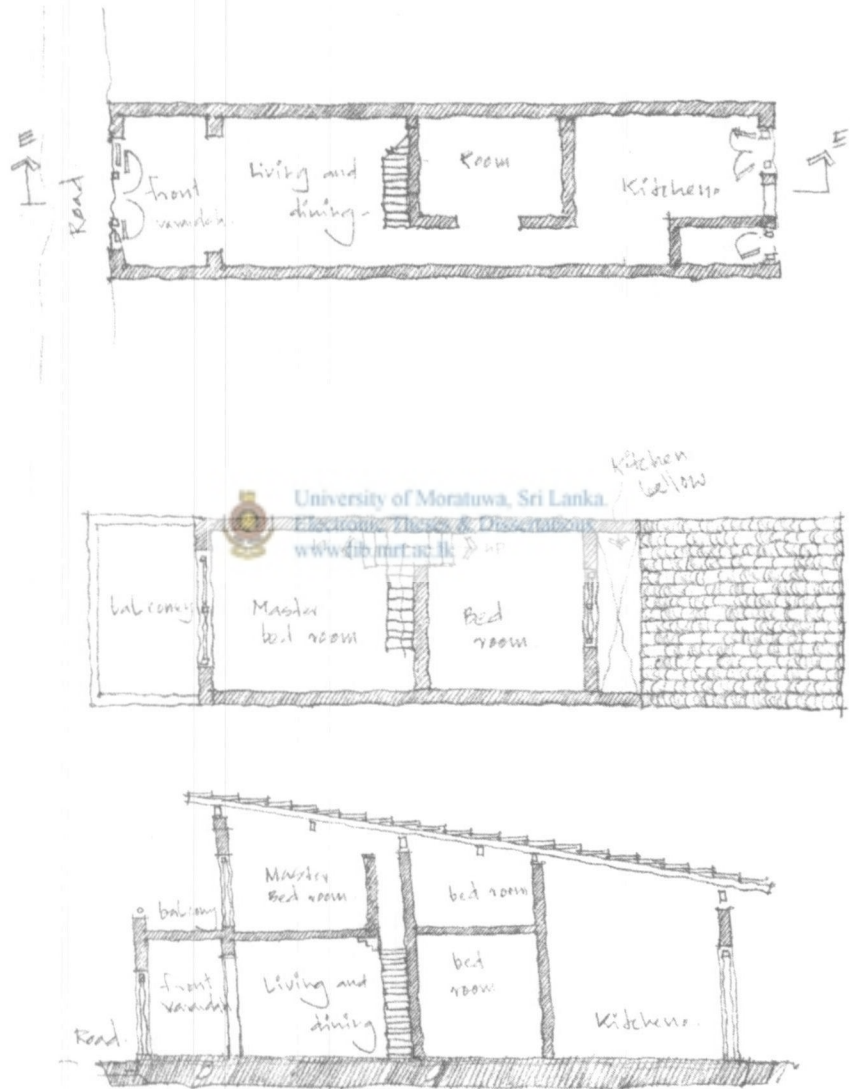 E
E
Road
front
varandah.
Living and
dining.
Room
Kitchen.
Kitchen
bellow
University of Moratuwa, Sri Lanka.
Electronic Theses & Dissertations
www.lib.mrt.ac.lk
UP
balcony
Master
bed room
Bed
room
Master
Bed room
bed room
balcony
front
varandah
Living and
dining
bed
room
Kitchen.
Road.